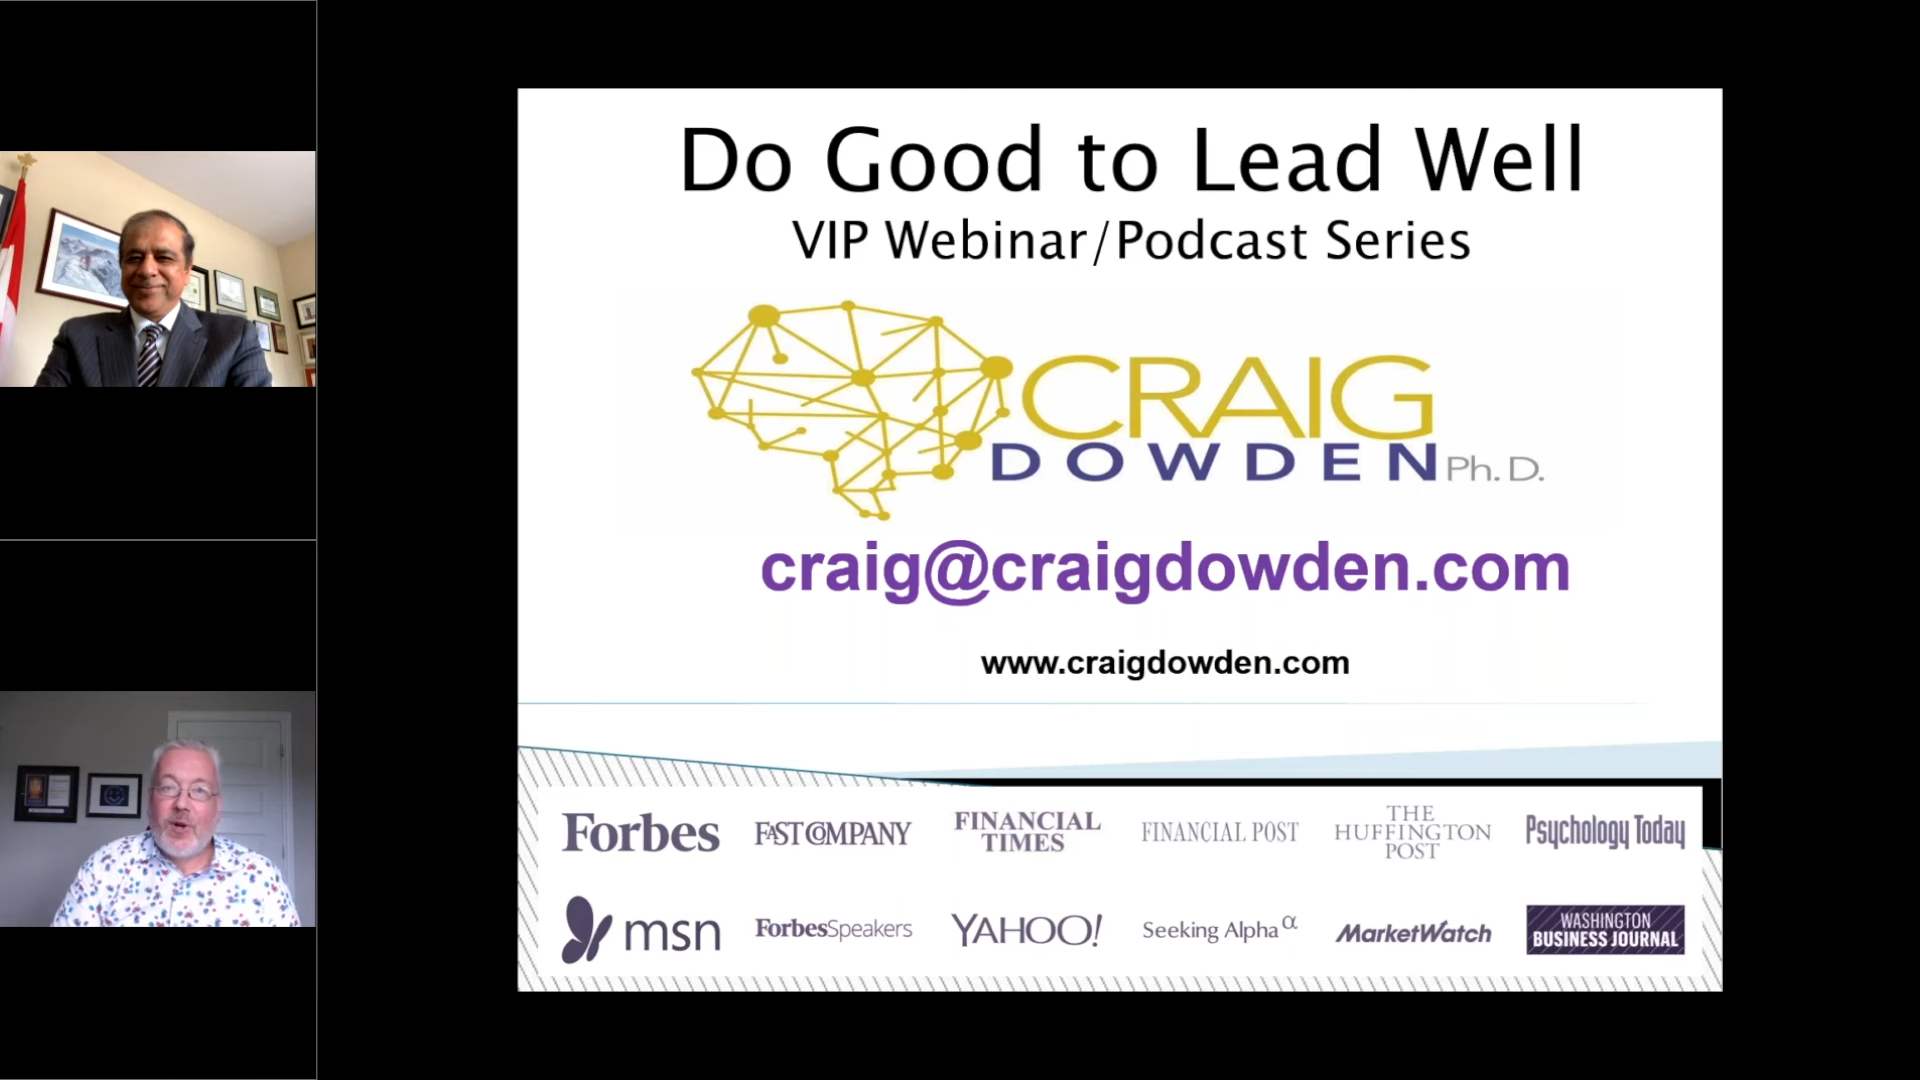 Do Good to Lead Well
VIP Webinar/Podcast Series
CRAIG
DOWDEN Ph. D.
craig@craigdowden.com
www.craigdowden.com
Forbes
FAST COMPANY
FINANCIAL
TIMES
FINANCIAL POST
THE
HUFFINGTON
POST
Psychology Today
msn
ForbesSpeakers
YAHOO!
Seeking Alpha α
MarketWatch
WASHINGTON
BUSINESS JOURNAL